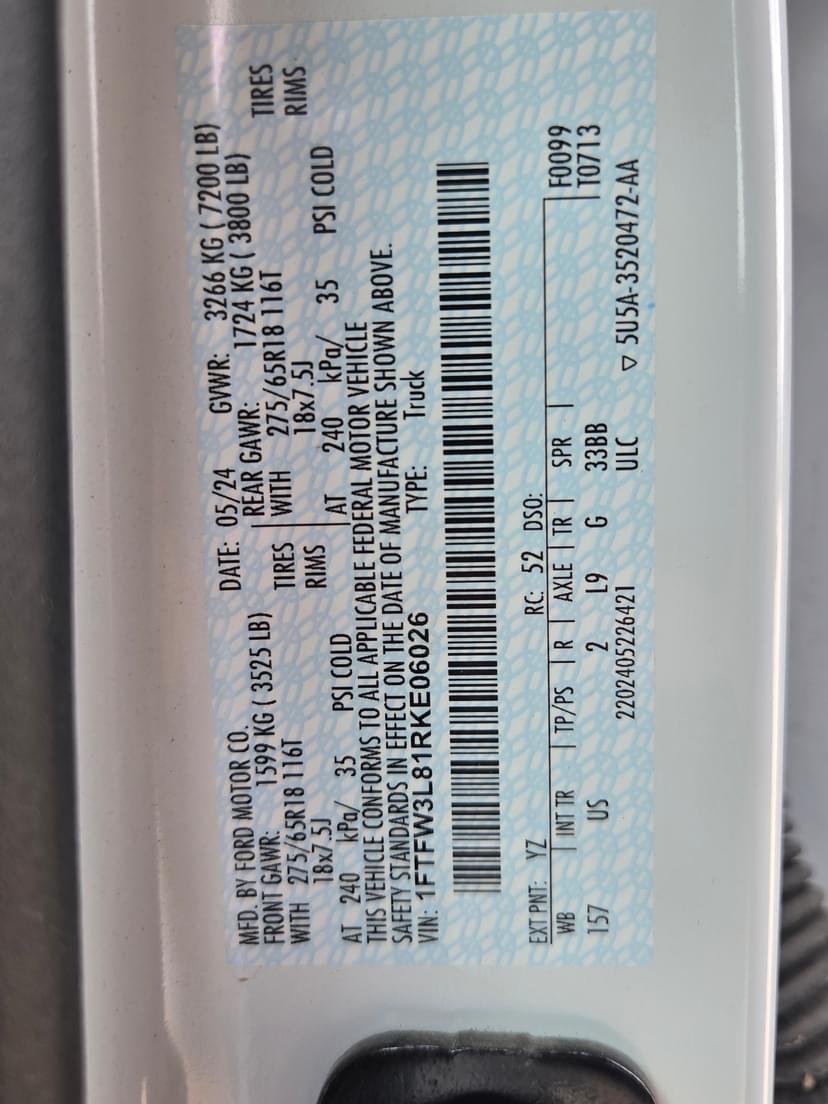 MFD. BY FORD MOTOR CO. DATE: 05/24 GVWR: 3266 KG ( 7200 LB)
FRONT GAWR: 1599 KG ( 3525 LB) REAR GAWR: 1724 KG ( 3800 LB)
WITH 275/65R18 116T TIRES WITH 275/65R18 116T TIRES
18x7.5J RIMS 18x7.5J RIMS
AT 240 kPa/ 35 PSI COLD AT 240 kPa/ 35 PSI COLD
THIS VEHICLE CONFORMS TO ALL APPLICABLE FEDERAL MOTOR VEHICLE
SAFETY STANDARDS IN EFFECT ON THE DATE OF MANUFACTURE SHOWN ABOVE.
VIN: 1FTFW3L81RKE06026 TYPE: Truck
EXT PNT: YZ RC: 52 DSO: F0099
WB INT TR TP/PS R AXLE TR SPR T0713
157 US 2 L9 G 33BB
2202405226421 ULC ▽ 5U5A-3520472-AA